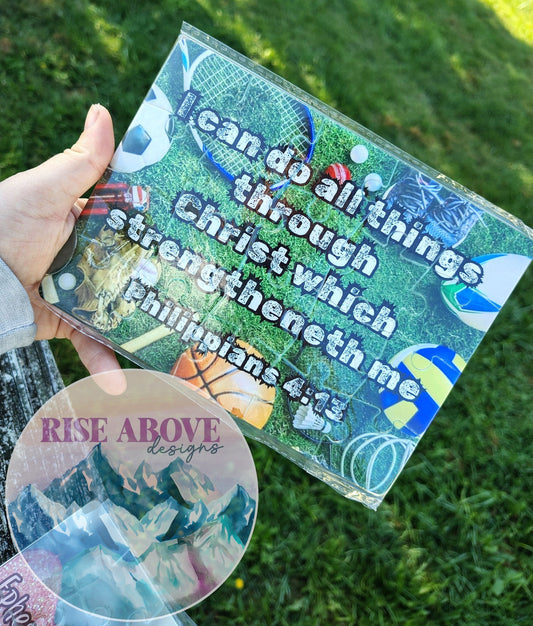 I can do all things
through
Christ which
strengtheneth me
Philippians 4:13
RISE ABOVE
designs